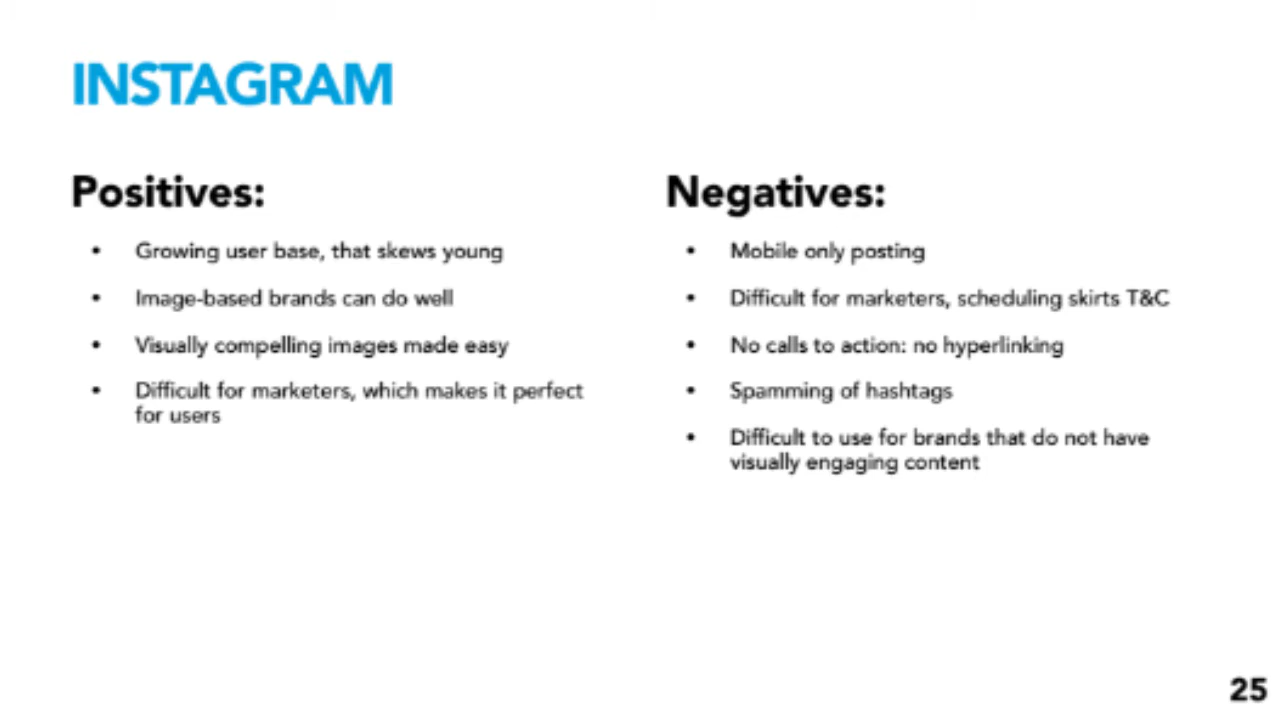 INSTAGRAM
Positives:
• Growing user base, that skews young
• Image-based brands can do well
• Visually compelling images made easy
• Difficult for marketers, which makes it perfect
for users
Negatives:
• Mobile only posting
• Difficult for marketers, scheduling skirts T&C
• No calls to action: no hyperlinking
• Spamming of hashtags
• Difficult to use for brands that do not have
visually engaging content
25